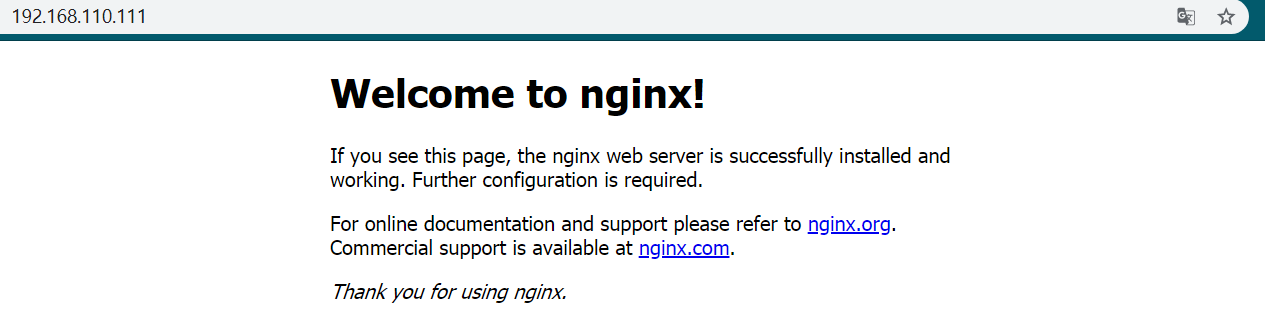 192.168.110.111
Welcome to nginx!
If you see this page, the nginx web server is successfully installed and
working. Further configuration is required.
For online documentation and support please refer to nginx.org.
Commercial support is available at nginx.com.
Thank you for using nginx.